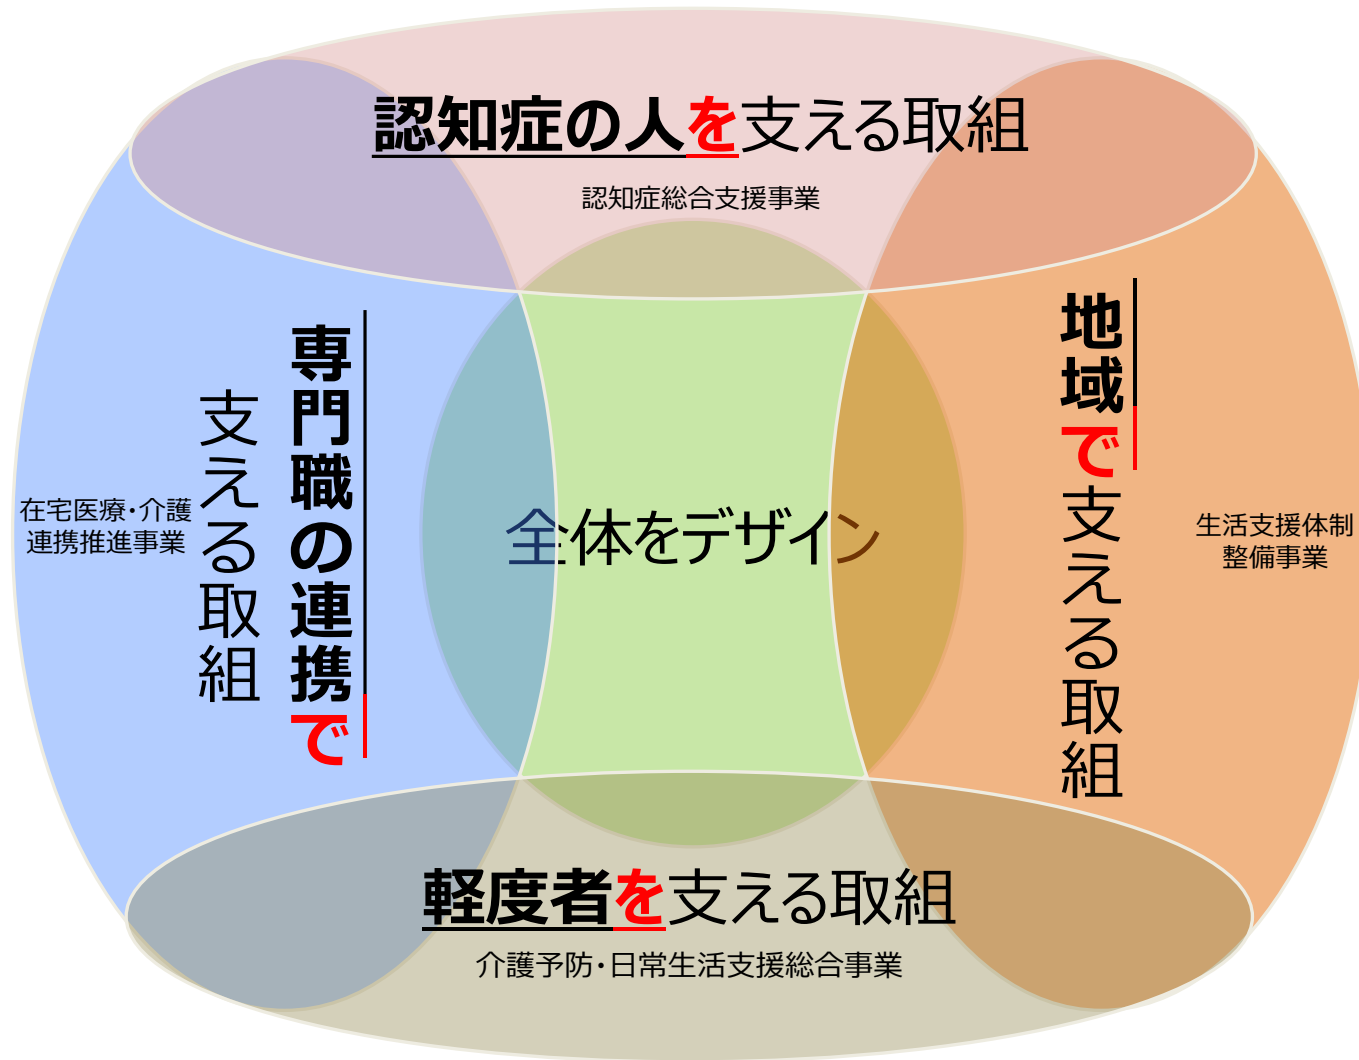 認知症の人を支える取組
認知症総合支援事業
専門職の連携で
支える取組
在宅医療・介護
連携推進事業
全体をデザイン
地域で支える取組
生活支援体制
整備事業
軽度者を支える取組
介護予防・日常生活支援総合事業